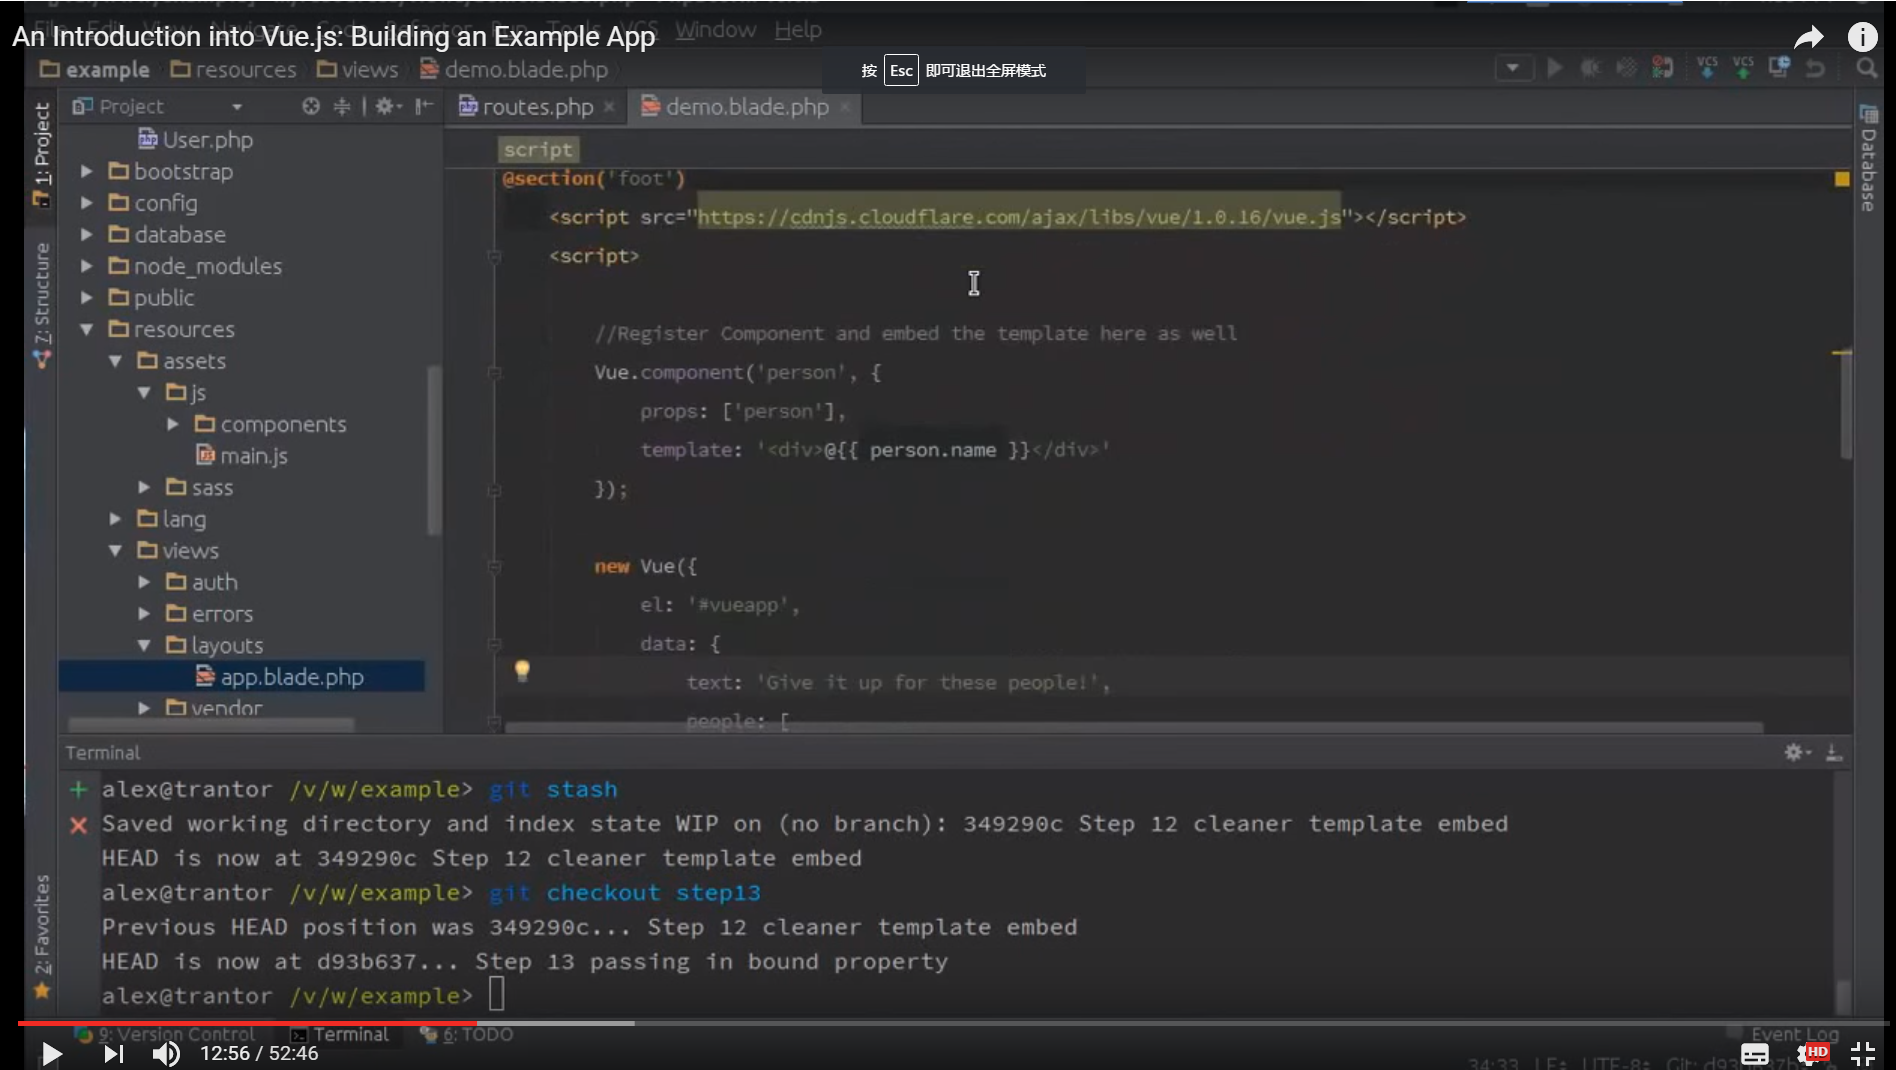 An Introduction into Vue.js: Building an Example App
Window Help
example resources views demo.blade.php
按 Esc 即可退出全屏模式
VCS VCS
1: Project
Project
routes.php
demo.blade.php
Database
User.php
bootstrap
config
database
node_modules
public
resources
assets
js
components
main.js
sass
lang
views
auth
errors
layouts
app.blade.php
vendor
7: Structure
script
@section('foot')
<script src="https://cdnjs.cloudflare.com/ajax/libs/vue/1.0.16/vue.js"></script>
<script>
//Register Component and embed the template here as well
Vue.component('person', {
props: ['person'],
template: '<div>@{{ person.name }}</div>'
});
new Vue({
el: '#vueapp',
data: {
text: 'Give it up for these people!',
people: [
Terminal
alex@trantor /v/w/example> git stash
Saved working directory and index state WIP on (no branch): 349290c Step 12 cleaner template embed
HEAD is now at 349290c Step 12 cleaner template embed
alex@trantor /v/w/example> git checkout step13
Previous HEAD position was 349290c... Step 12 cleaner template embed
HEAD is now at d93b637... Step 13 passing in bound property
alex@trantor /v/w/example>
2: Favorites
9: Version Control Terminal 6: TODO
Event Log
12:56 / 52:46
HD